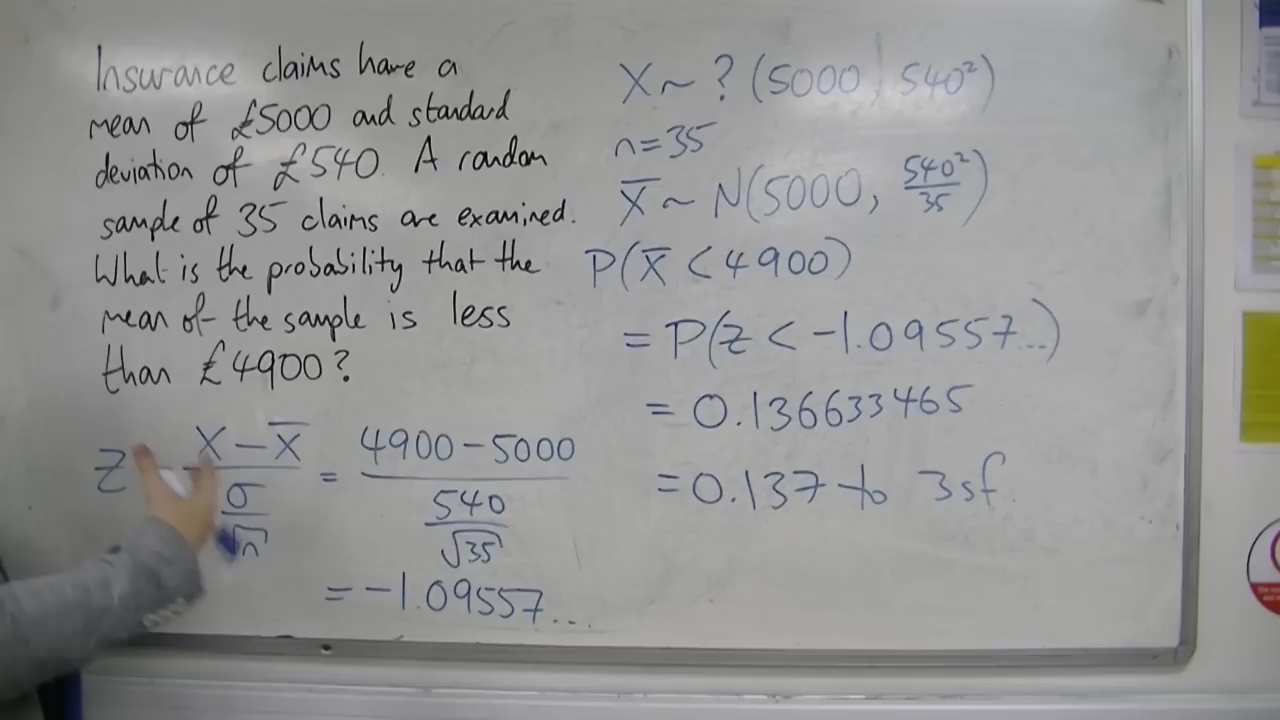 Insurance claims have a
mean of £5000 and standard
deviation of £540. A random
sample of 35 claims are examined.
What is the probability that the
mean of the sample is less
than £4900?
X ~ ? (5000, 540²)
n = 35
X̅ ~ N(5000, 540²/35)
P(X̅ < 4900)
= P(Z < -1.09557...)
= 0.136633465
= 0.137 to 3sf.
Z X - X̅ / σ/√n = 4900 - 5000 / 540/√35
= -1.09557...